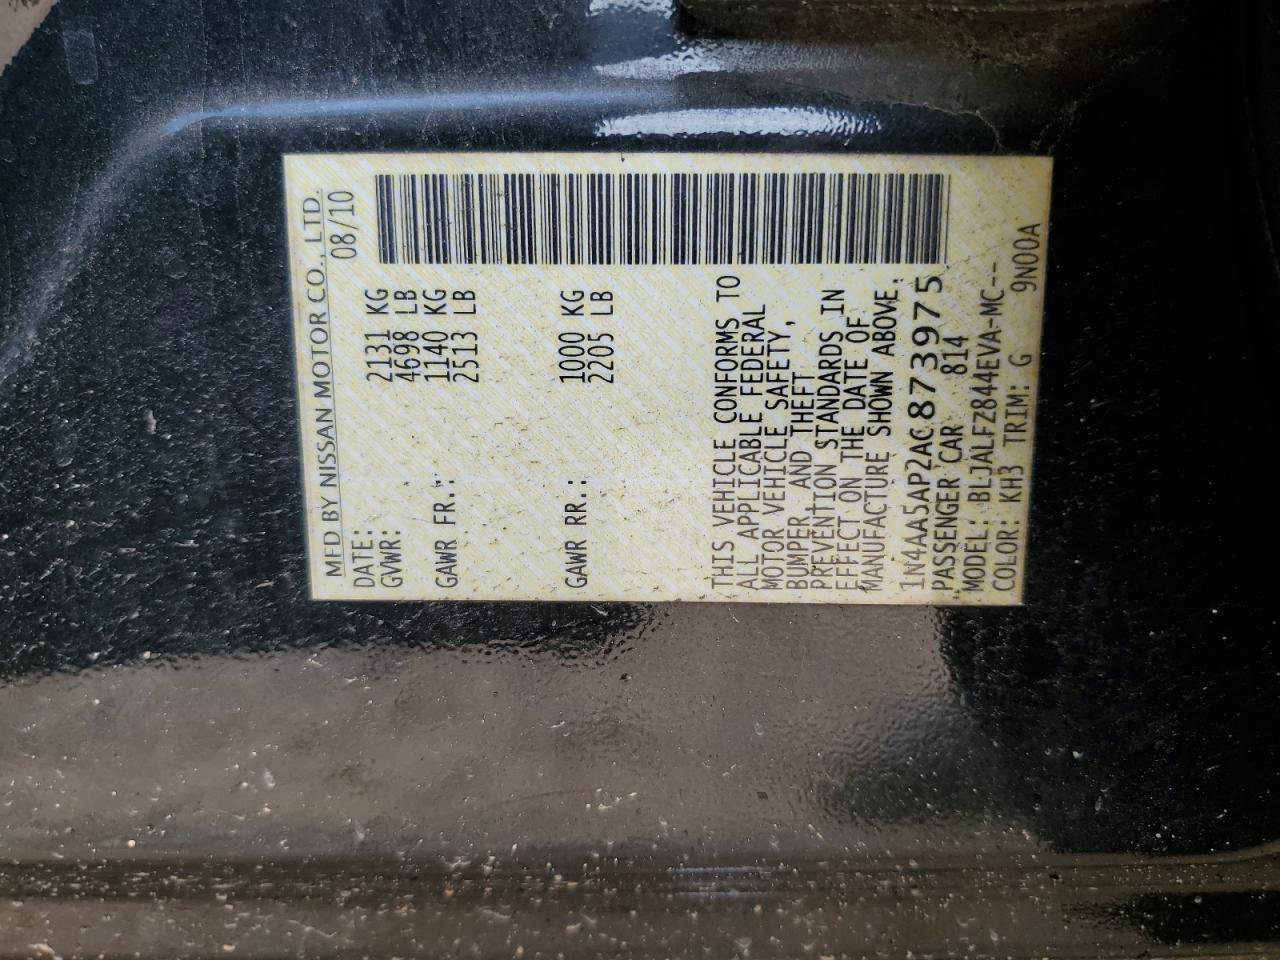 MFD BY NISSAN MOTOR CO., LTD.
DATE: 08/10
GVWR: 2131 KG
4698 LB
GAWR FR.: 1140 KG
2513 LB
GAWR RR.: 1000 KG
2205 LB
THIS VEHICLE CONFORMS TO
ALL APPLICABLE FEDERAL
MOTOR VEHICLE SAFETY,
BUMPER, AND THEFT
PREVENTION STANDARDS IN
EFFECT ON THE DATE OF
MANUFACTURE SHOWN ABOVE.
1N4AA5AP2AC873975
PASSENGER CAR 814
MODEL: BLJALFZ844EVA-MC--
COLOR: KH3 TRIM: G 9N00A